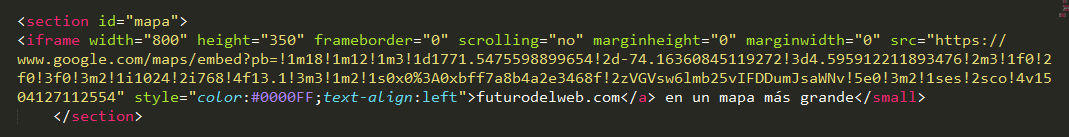 <section id="mapa">
<iframe width="800" height="350" frameborder="0" scrolling="no" marginheight="0" marginwidth="0" src="https://
www.google.com/maps/embed?pb=!1m18!1m12!1m3!1d1771.5475598899654!2d-74.16360845119272!3d4.595912211893476!2m3!1f0!2
f0!3f0!3m2!1i1024!2i768!4f13.1!3m3!1m2!1s0x0%3A0xbff7a8b4a2e3468f!2zVGVsw6lmb25vIFDDumJsaWNv!5e0!3m2!1ses!2sco!4v15
04127112554" style="color:#0000FF;text-align:left">futurodelweb.com</a> en un mapa más grande</small>
</section>